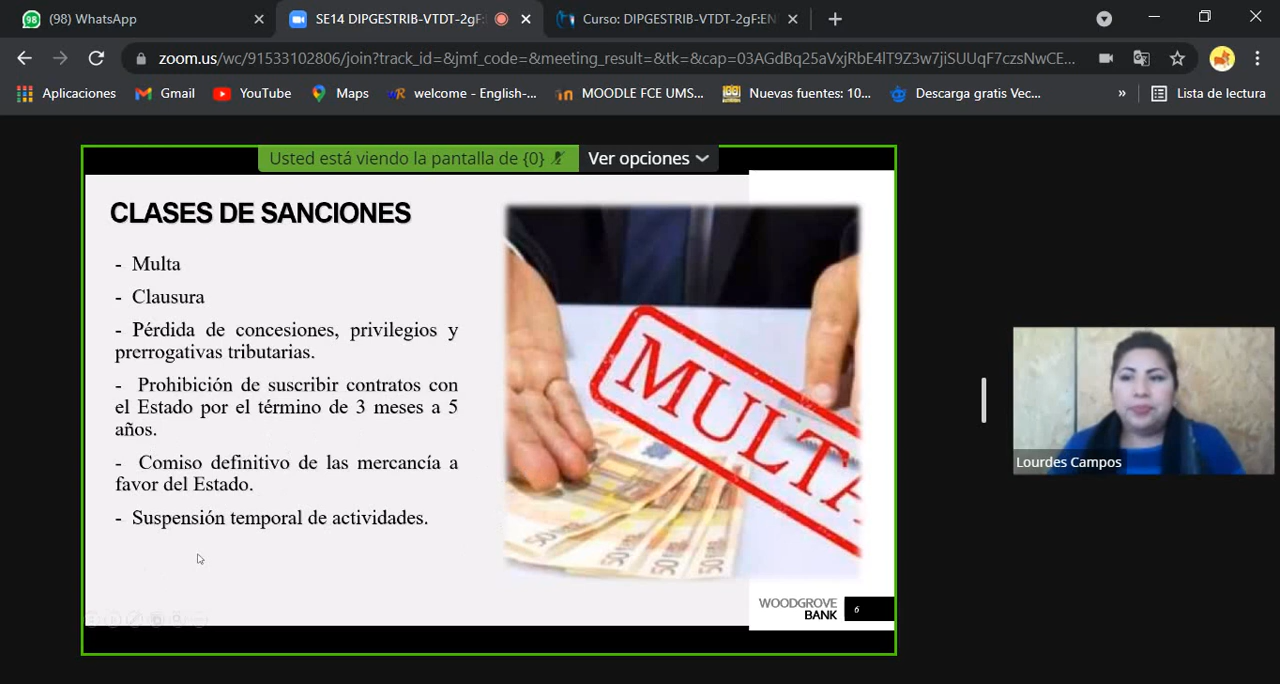 (98) WhatsApp
SE14 DIPGESTRIB-VTDT-2gF:
Curso: DIPGESTRIB-VTDT-2gF:EN
zoom.us/wc/91533102806/join?track_id=&jmf_code=&meeting_result=&tk=&cap=03AGdBq25aVxjRbE4lT9Z3w7jiSUUqF7czsNwCE...
Aplicaciones
Gmail
YouTube
Maps
welcome - English-...
MOODLE FCE UMS...
Nuevas fuentes: 10...
Descarga gratis Vec...
»
Lista de lectura
Usted está viendo la pantalla de {0}
Ver opciones
CLASES DE SANCIONES
- Multa
- Clausura
- Pérdida de concesiones, privilegios y
prerrogativas tributarias.
- Prohibición de suscribir contratos con
el Estado por el término de 3 meses a 5
años.
- Comiso definitivo de las mercancía a
favor del Estado.
- Suspensión temporal de actividades.
MULTA
50
50
50
50
WOODGROVE
BANK
6
Lourdes Campos